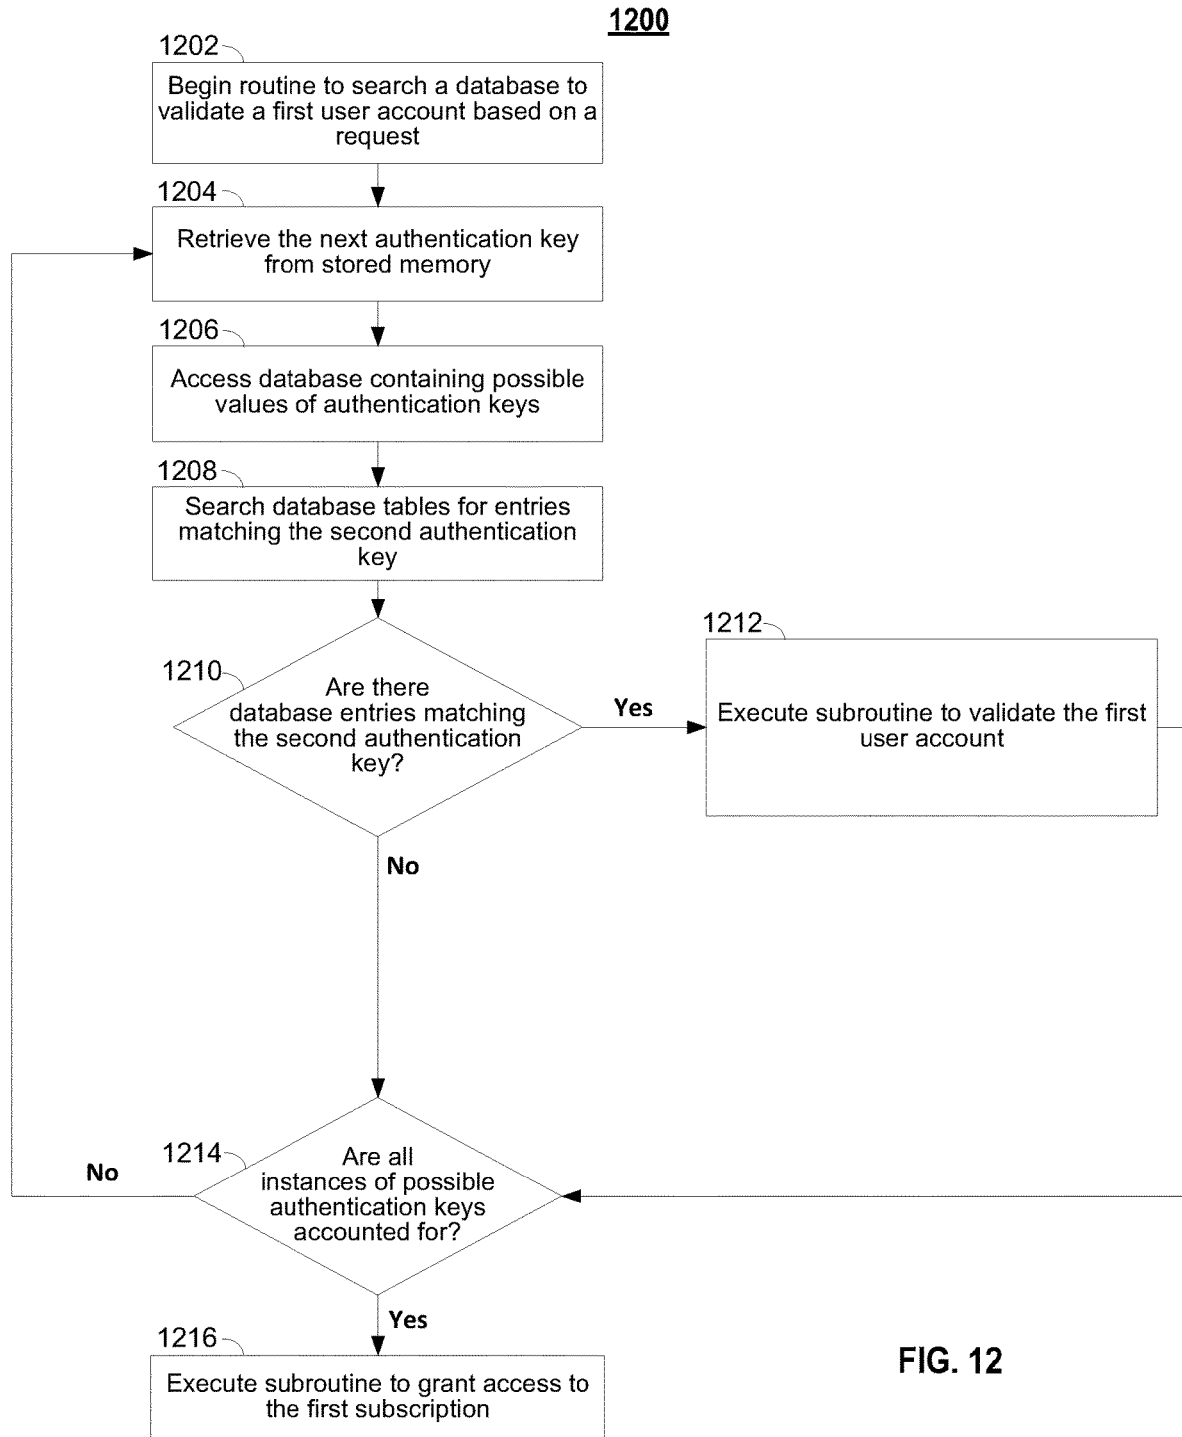 1200
1202
Begin routine to search a database to
validate a first user account based on a
request
1204
Retrieve the next authentication key
from stored memory
1206
Access database containing possible
values of authentication keys
1208
Search database tables for entries
matching the second authentication
key
1210
Are there
database entries matching
the second authentication
key?
Yes
1212
Execute subroutine to validate the first
user account
No
1214
Are all
instances of possible
authentication keys
accounted for?
No
Yes
1216
Execute subroutine to grant access to
the first subscription
FIG. 12